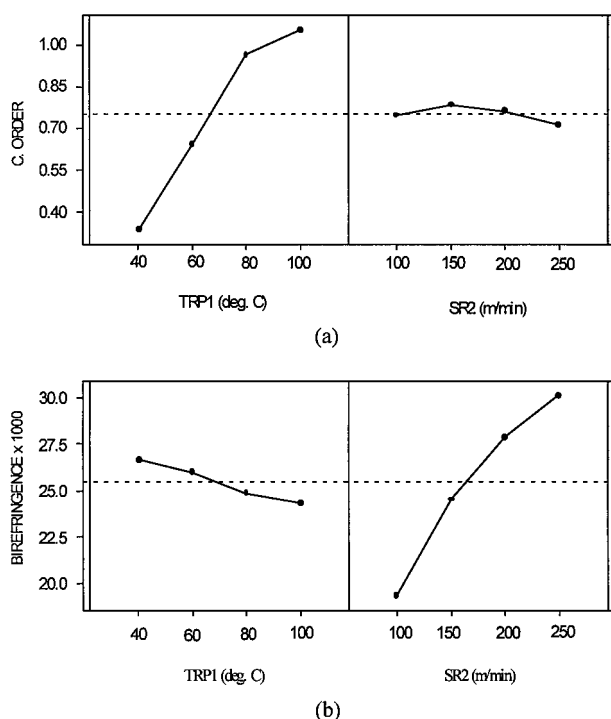 C. ORDER
1.00
0.85
0.70
0.55
0.40
40 60 80 100 100 150 200 250
TRP1 (deg. C) SR2 (m/min)
(a)
BIREFRINGENCE x 1000
30.0
27.5
25.0
22.5
20.0
40 60 80 100 100 150 200 250
TRP1 (deg. C) SR2 (m/min)
(b)